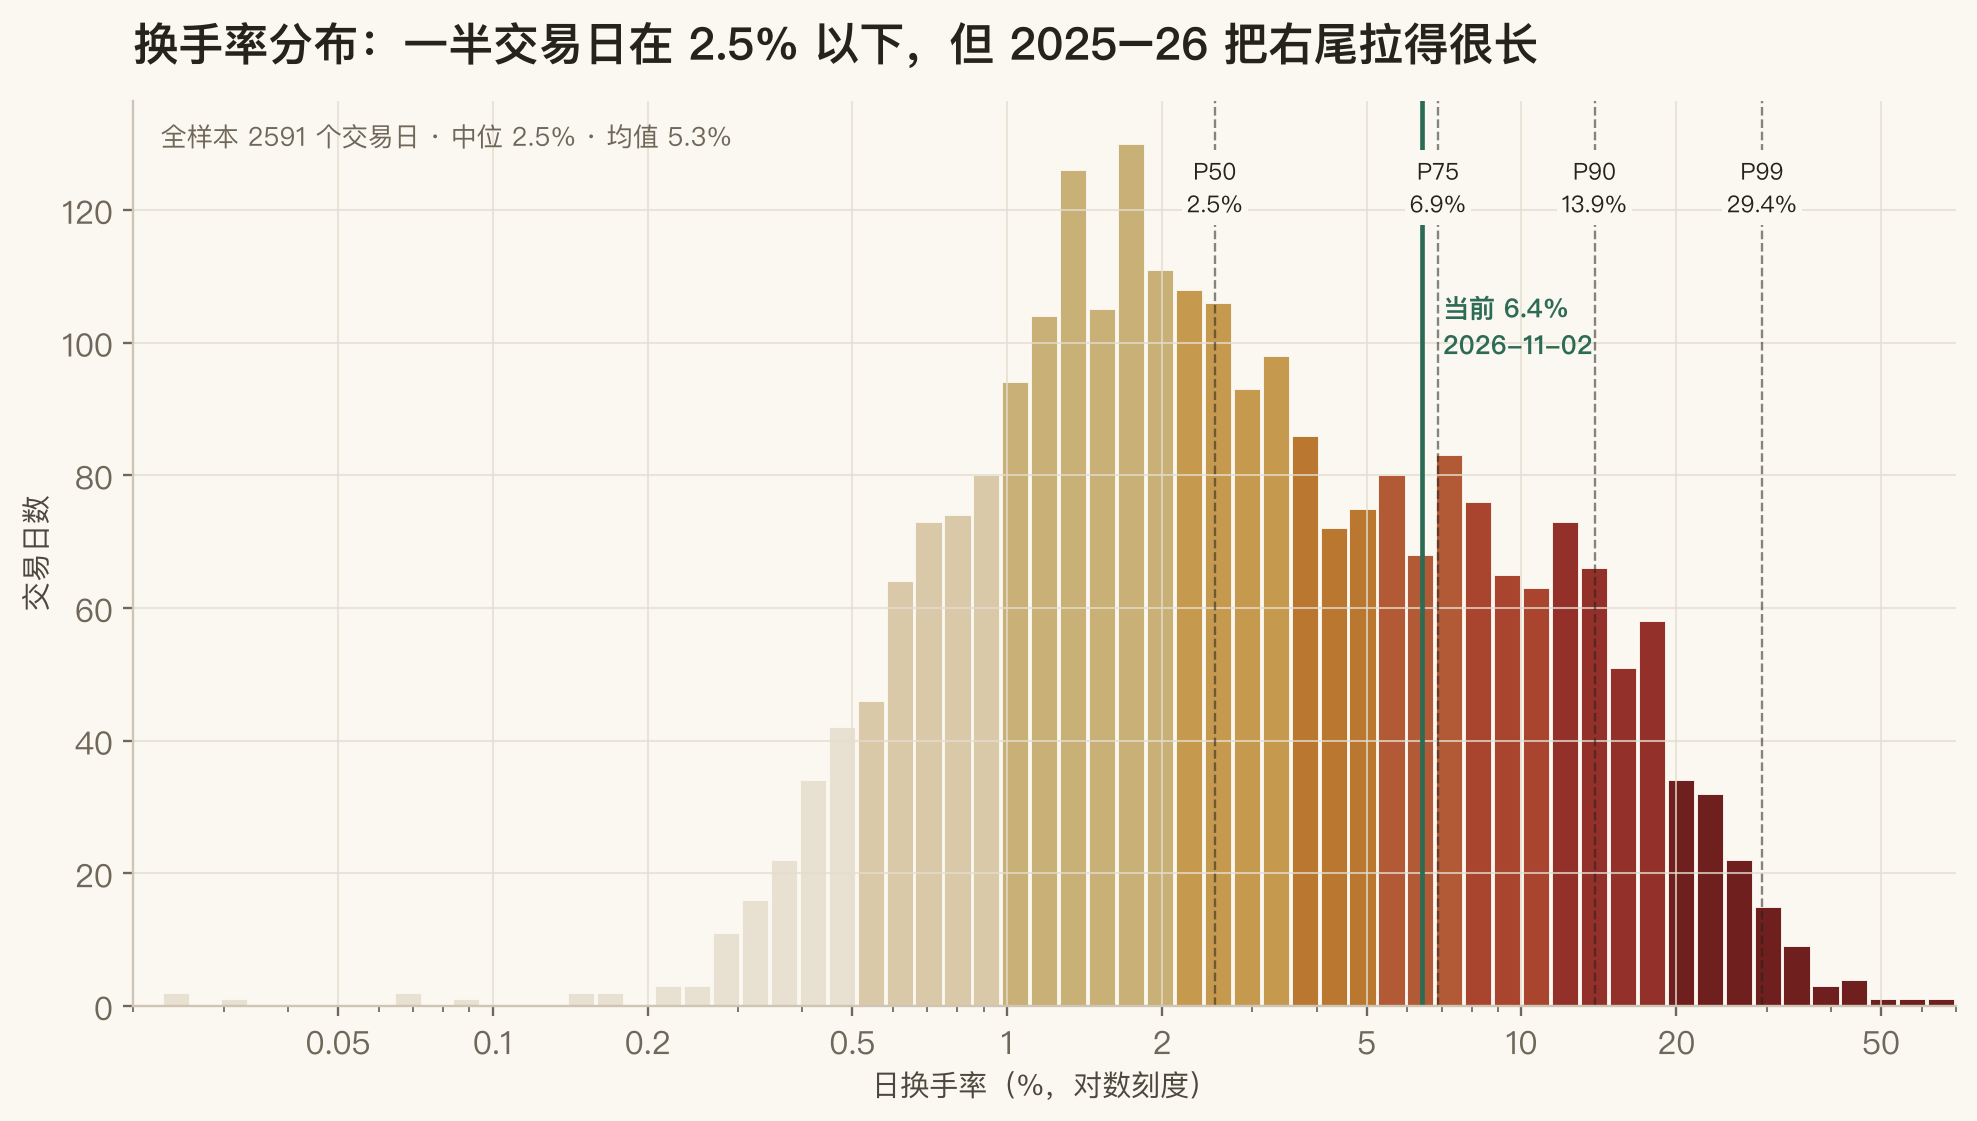 换手率分布：一半交易日在 2.5% 以下，但 2025—26 把右尾拉得很长
全样本 2591 个交易日 · 中位 2.5% · 均值 5.3%
P50
2.5%
P75
6.9%
P90
13.9%
P99
29.4%
当前 6.4%
2026–11–02
交易日数
120
100
80
60
40
20
0
0.05 0.1 0.2 0.5 1 2 5 10 20 50
日换手率（%，对数刻度）